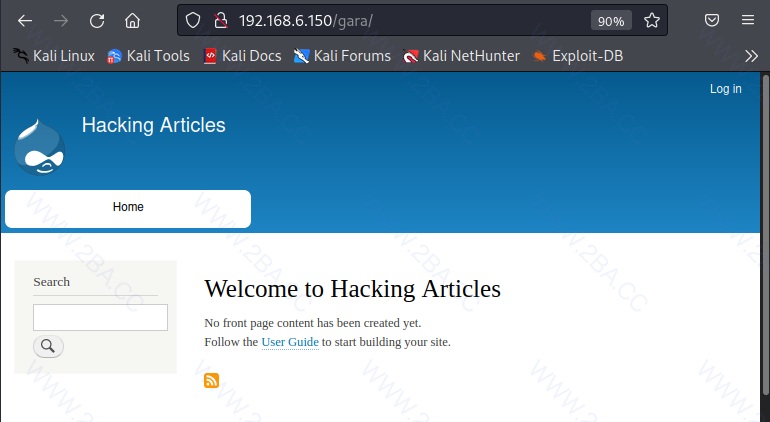 192.168.6.150/gara/
90%
Kali Linux
Kali Tools
Kali Docs
Kali Forums
Kali NetHunter
Exploit-DB
Log in
Hacking Articles
Home
Search
Welcome to Hacking Articles
No front page content has been created yet.
Follow the User Guide to start building your site.
WWW.2BA.CC